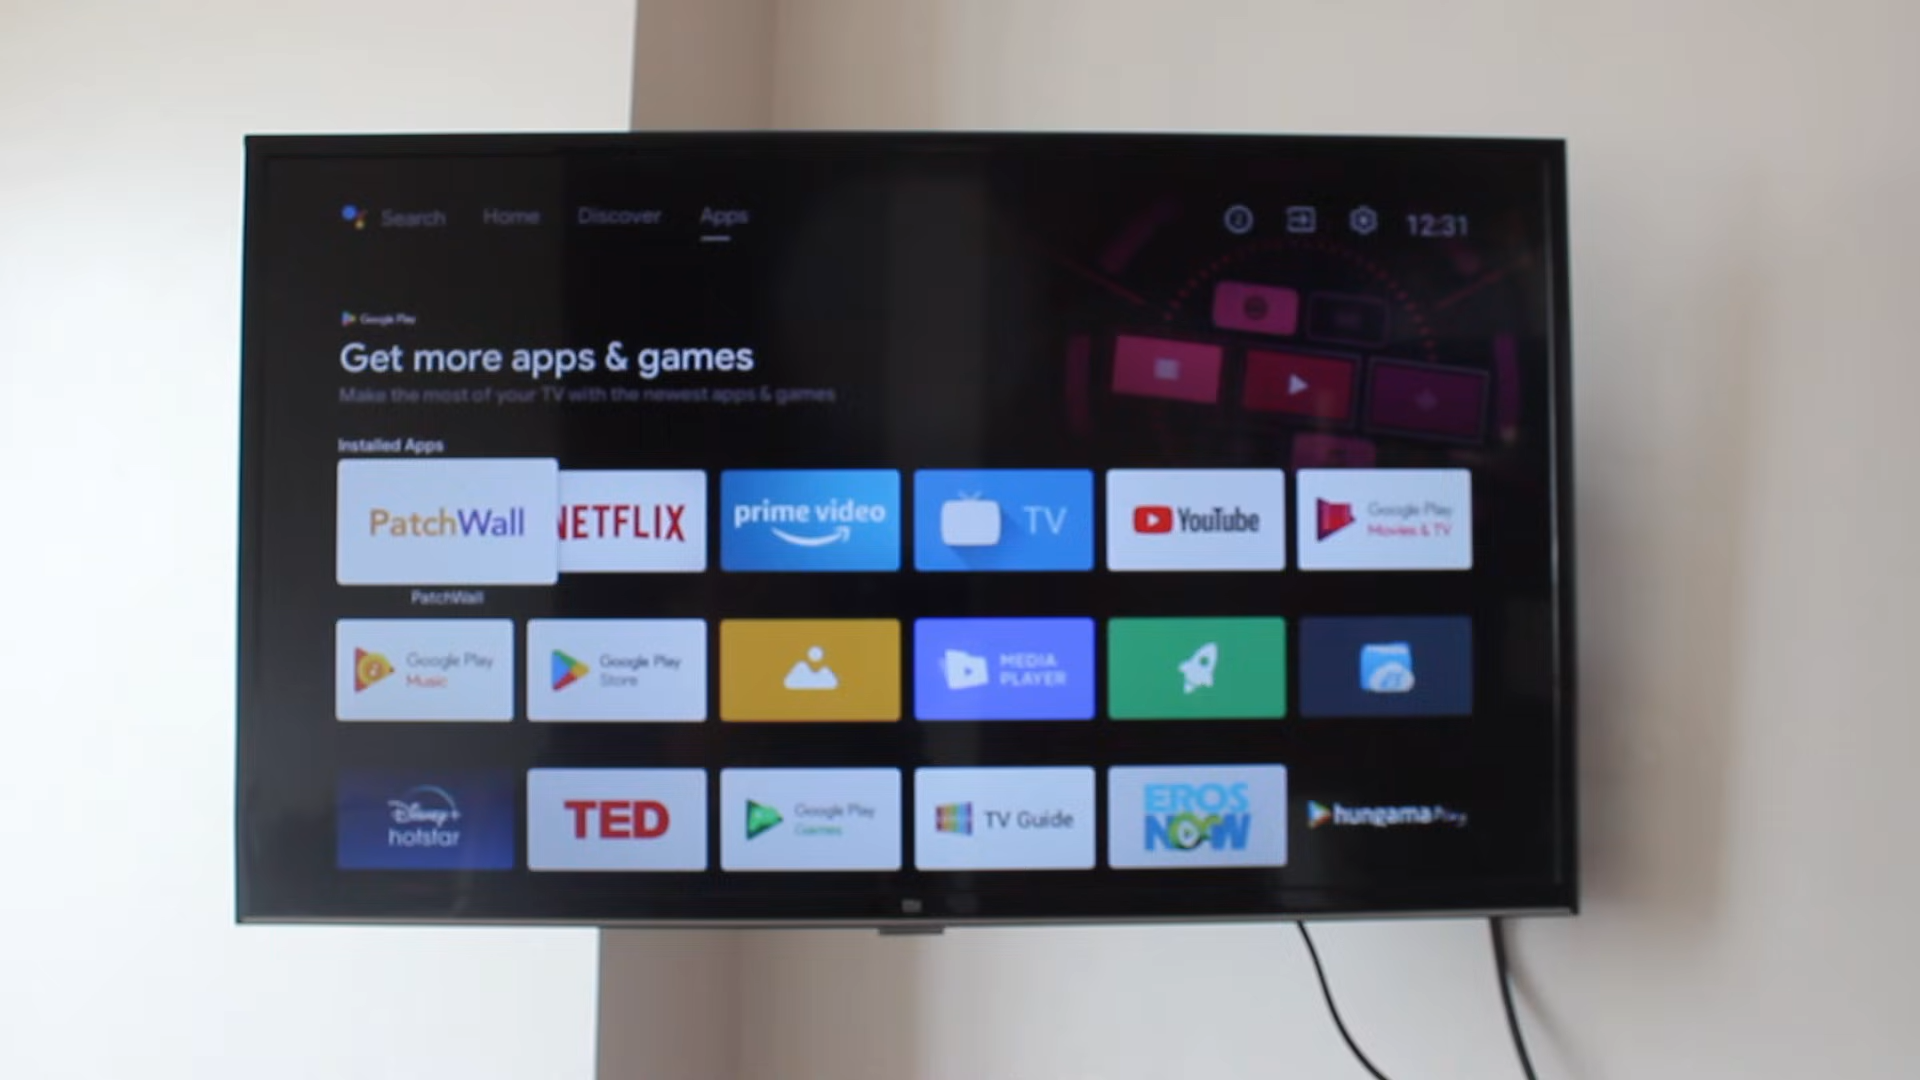 Search Home Discover Apps 12:31
Google Play
Get more apps & games
Make the most of your TV with the newest apps & games
Installed Apps
PatchWall
NETFLIX
prime video
TV
YouTube
Google Play
Movies & TV
PatchWall
Google Play
Music
Google Play
Store
MEDIA
PLAYER
Disney+
hotstar
TED
Google Play
Games
TV Guide
EROS
NOW
hungama Play
mi